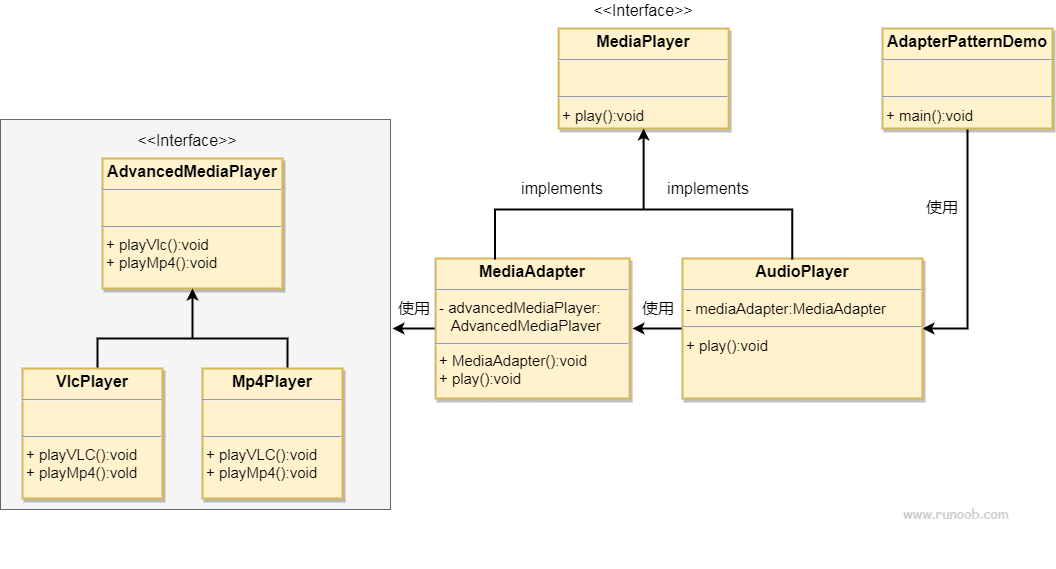 <<Interface>>
MediaPlayer
+ play():void
AdapterPatternDemo
+ main():void
<<Interface>>
AdvancedMediaPlayer
+ playVlc():void
+ playMp4():void
implements
implements
使用
MediaAdapter
- advancedMediaPlayer:
AdvancedMediaPlaver
+ MediaAdapter():void
+ play():void
AudioPlayer
- mediaAdapter:MediaAdapter
+ play():void
使用
使用
VlcPlayer
+ playVLC():void
+ playMp4():vold
Mp4Player
+ playVLC():void
+ playMp4():void
www.runoob.com